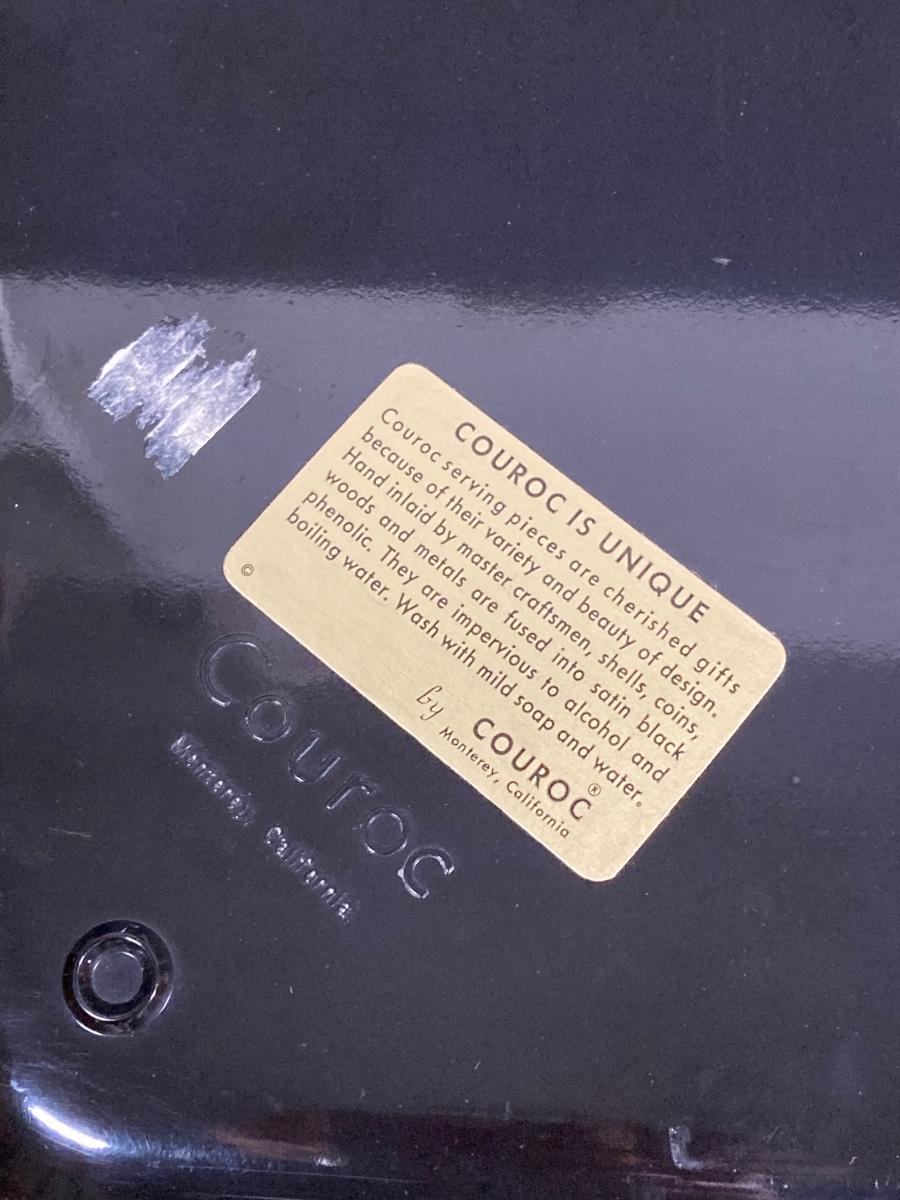 COUROC IS UNIQUE
Couroc serving pieces are cherished gifts
because of their variety and beauty of design.
Hand inlaid by master craftsmen, shells, coins,
woods and metals are fused into satin black
phenolic. They are impervious to alcohol and
boiling water. Wash with mild soap and water.
by COUROC®
Monterey, California
©
Couroc
Monterey, California